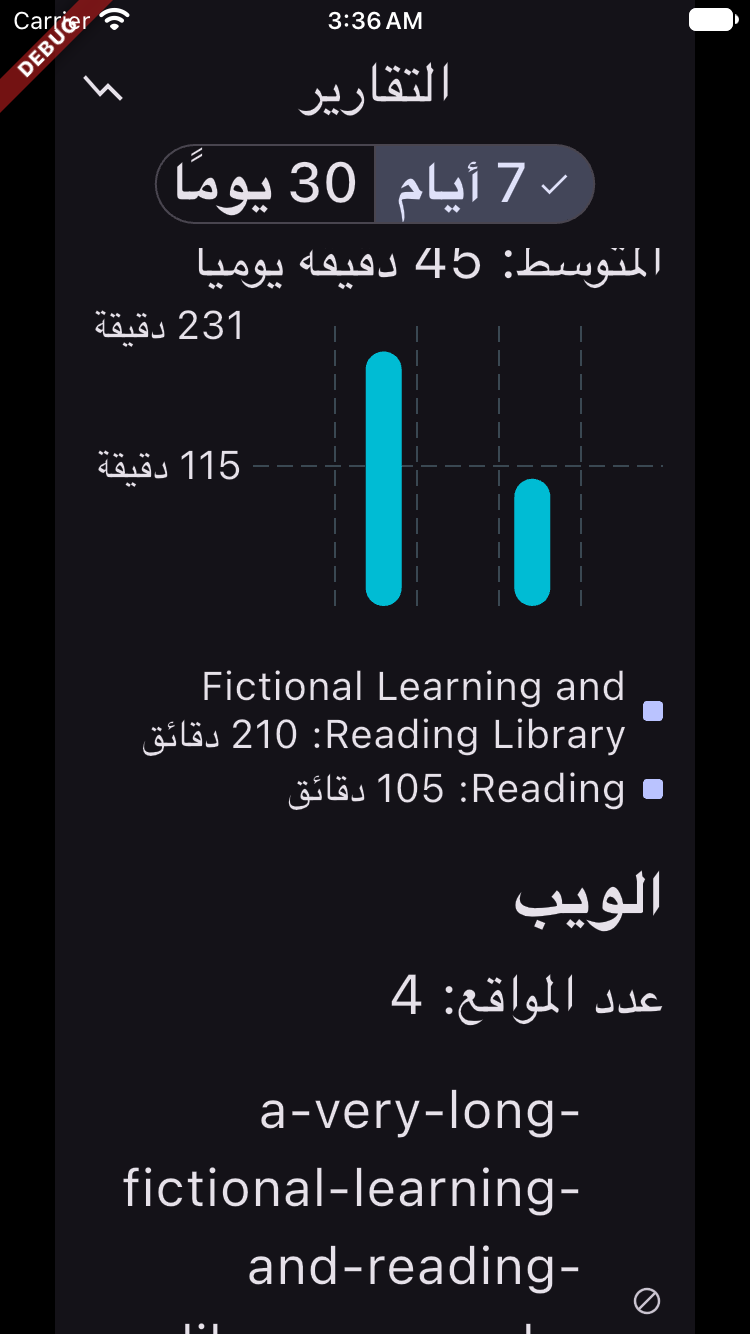 Carrier
3:36 AM
DEBUG
التقارير
7 أيام
30 يومًا
المتوسط: 45 دقيقة يوميا
231 دقيقة
115 دقيقة
Fictional Learning and
Reading Library: 210 دقائق
Reading: 105 دقائق
الويب
عدد المواقع: 4
a-very-long-
fictional-learning-
and-reading-